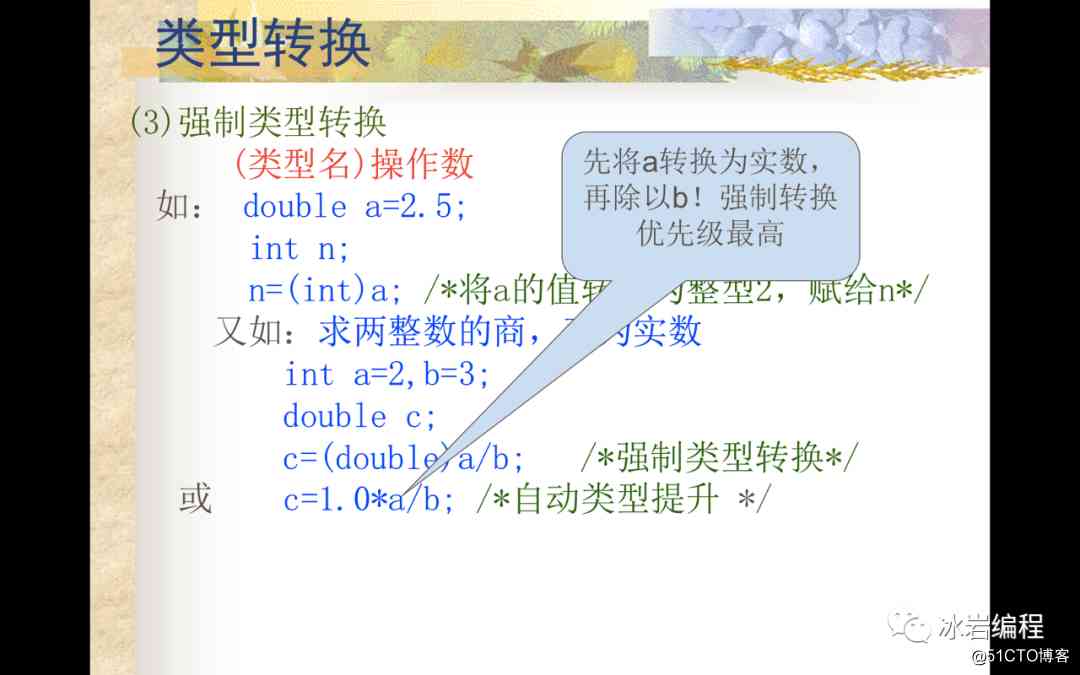 类型转换
(3)强制类型转换
(类型名)操作数
如: double a=2.5;
int n;
n=(int)a; /*将a的值转 整型2, 赋给n*/
又如: 求两整数的商, 实数
int a=2,b=3;
double c;
c=(double)a/b; /*强制类型转换*/
或 c=1.0*a/b; /*自动类型提升 */
先将a转换为实数,
再除以b! 强制转换
优先级最高
冰岩编程
@51CTO博客